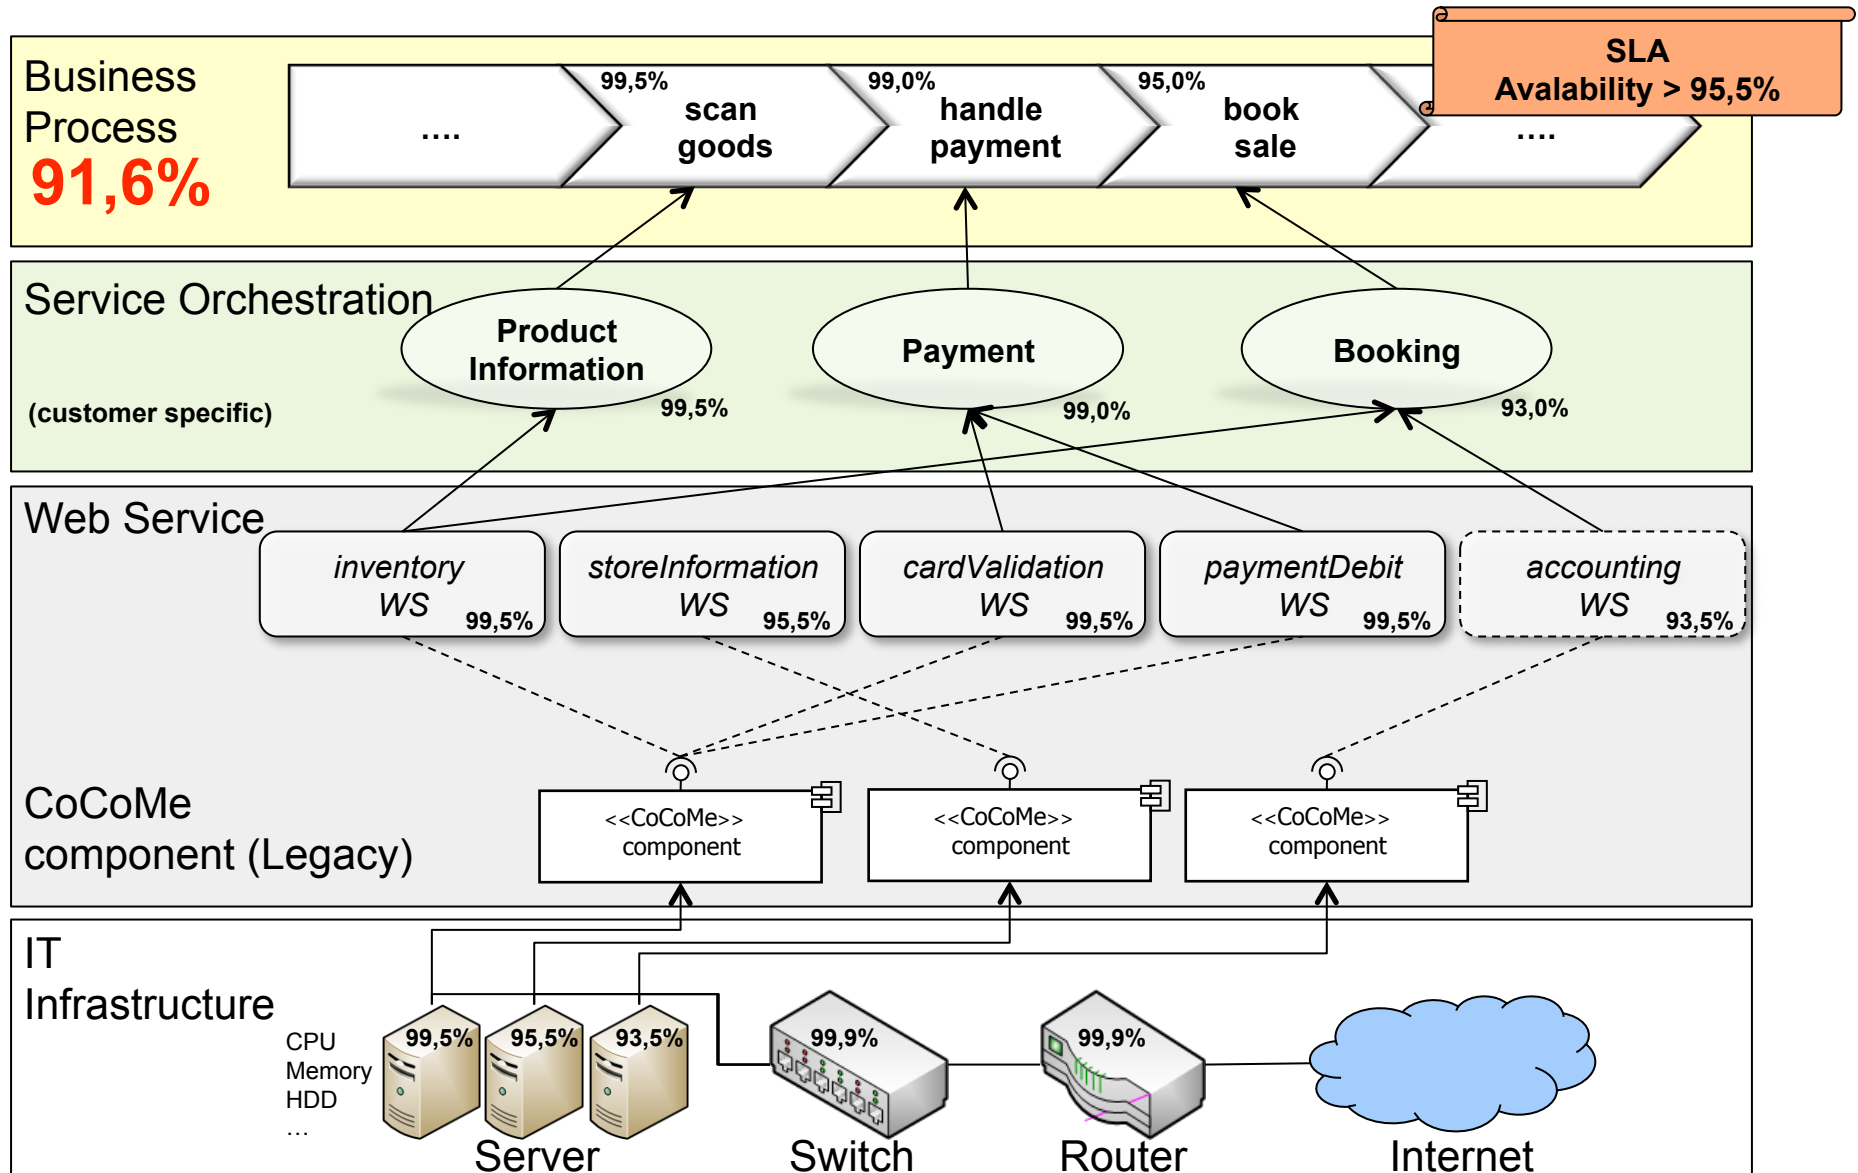 SLA
Avalability > 95,5%
Business
Process
91,6%
....
99,5%
scan
goods
99,0%
handle
payment
95,0%
book
sale
....
Service Orchestration
(customer specific)
Product
Information
99,5%
Payment
99,0%
Booking
93,0%
Web Service
inventory
WS
99,5%
storeInformation
WS
95,5%
cardValidation
WS
99,5%
paymentDebit
WS
99,5%
accounting
WS
93,5%
CoCoMe
component (Legacy)
<<CoCoMe>>
component
<<CoCoMe>>
component
<<CoCoMe>>
component
IT
Infrastructure
CPU
Memory
HDD
...
99,5%
95,5%
93,5%
99,9%
99,9%
Server
Switch
Router
Internet